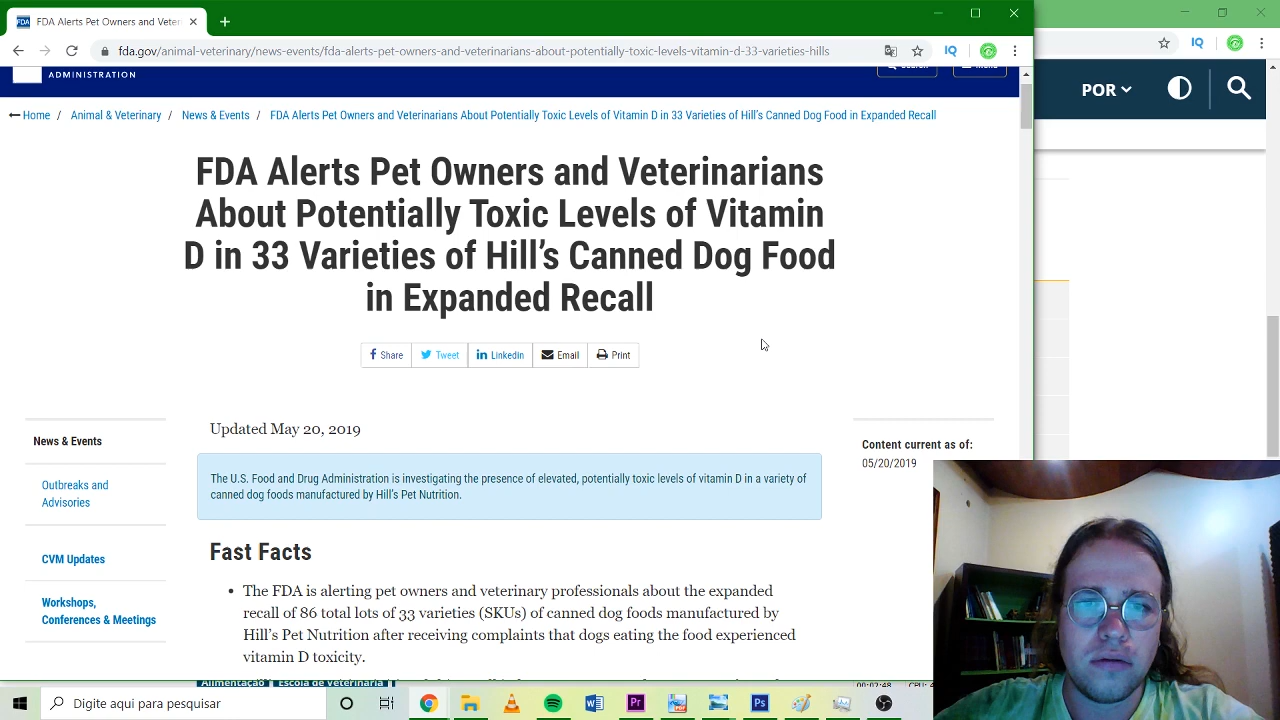 FDA Alerts Pet Owners and Veter
fda.gov/animal-veterinary/news-events/fda-alerts-pet-owners-and-veterinarians-about-potentially-toxic-levels-vitamin-d-33-varieties-hills
IQ
IQ
ADMINISTRATION
Search
Menu
POR
Home / Animal & Veterinary / News & Events / FDA Alerts Pet Owners and Veterinarians About Potentially Toxic Levels of Vitamin D in 33 Varieties of Hill's Canned Dog Food in Expanded Recall
FDA Alerts Pet Owners and Veterinarians
About Potentially Toxic Levels of Vitamin
D in 33 Varieties of Hill's Canned Dog Food
in Expanded Recall
Share
Tweet
Linkedin
Email
Print
News & Events
Outbreaks and
Advisories
CVM Updates
Workshops,
Conferences & Meetings
Updated May 20, 2019
The U.S. Food and Drug Administration is investigating the presence of elevated, potentially toxic levels of vitamin D in a variety of
canned dog foods manufactured by Hill's Pet Nutrition.
Fast Facts
• The FDA is alerting pet owners and veterinary professionals about the expanded
recall of 86 total lots of 33 varieties (SKUs) of canned dog foods manufactured by
Hill's Pet Nutrition after receiving complaints that dogs eating the food experienced
vitamin D toxicity.
Content current as of:
05/20/2019
Alimentação
Escola de Veterinária
Digite aqui para pesquisar